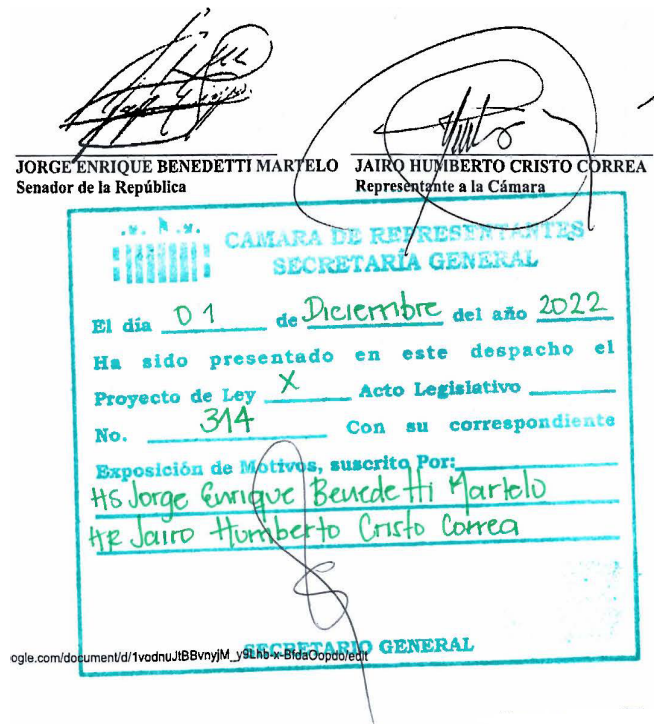 JORGE ENRIQUE BENEDETTI MARTELO JAIRO HUMBERTO CRISTO CORREA
Senador de la República Representante a la Cámara
CAMARA DE REPRESENTANTES
SECRETARÍA GENERAL
El día 01 de Diciembre del año 2022
Ha sido presentado en este despacho el
Proyecto de Ley X Acto Legislativo
No. 314 Con su correspondiente
Exposición de Motivos, suscrito Por:
HS Jorge Enrique Benedetti Martelo
HR Jairo Humberto Cristo Correa
SECRETARIO GENERAL